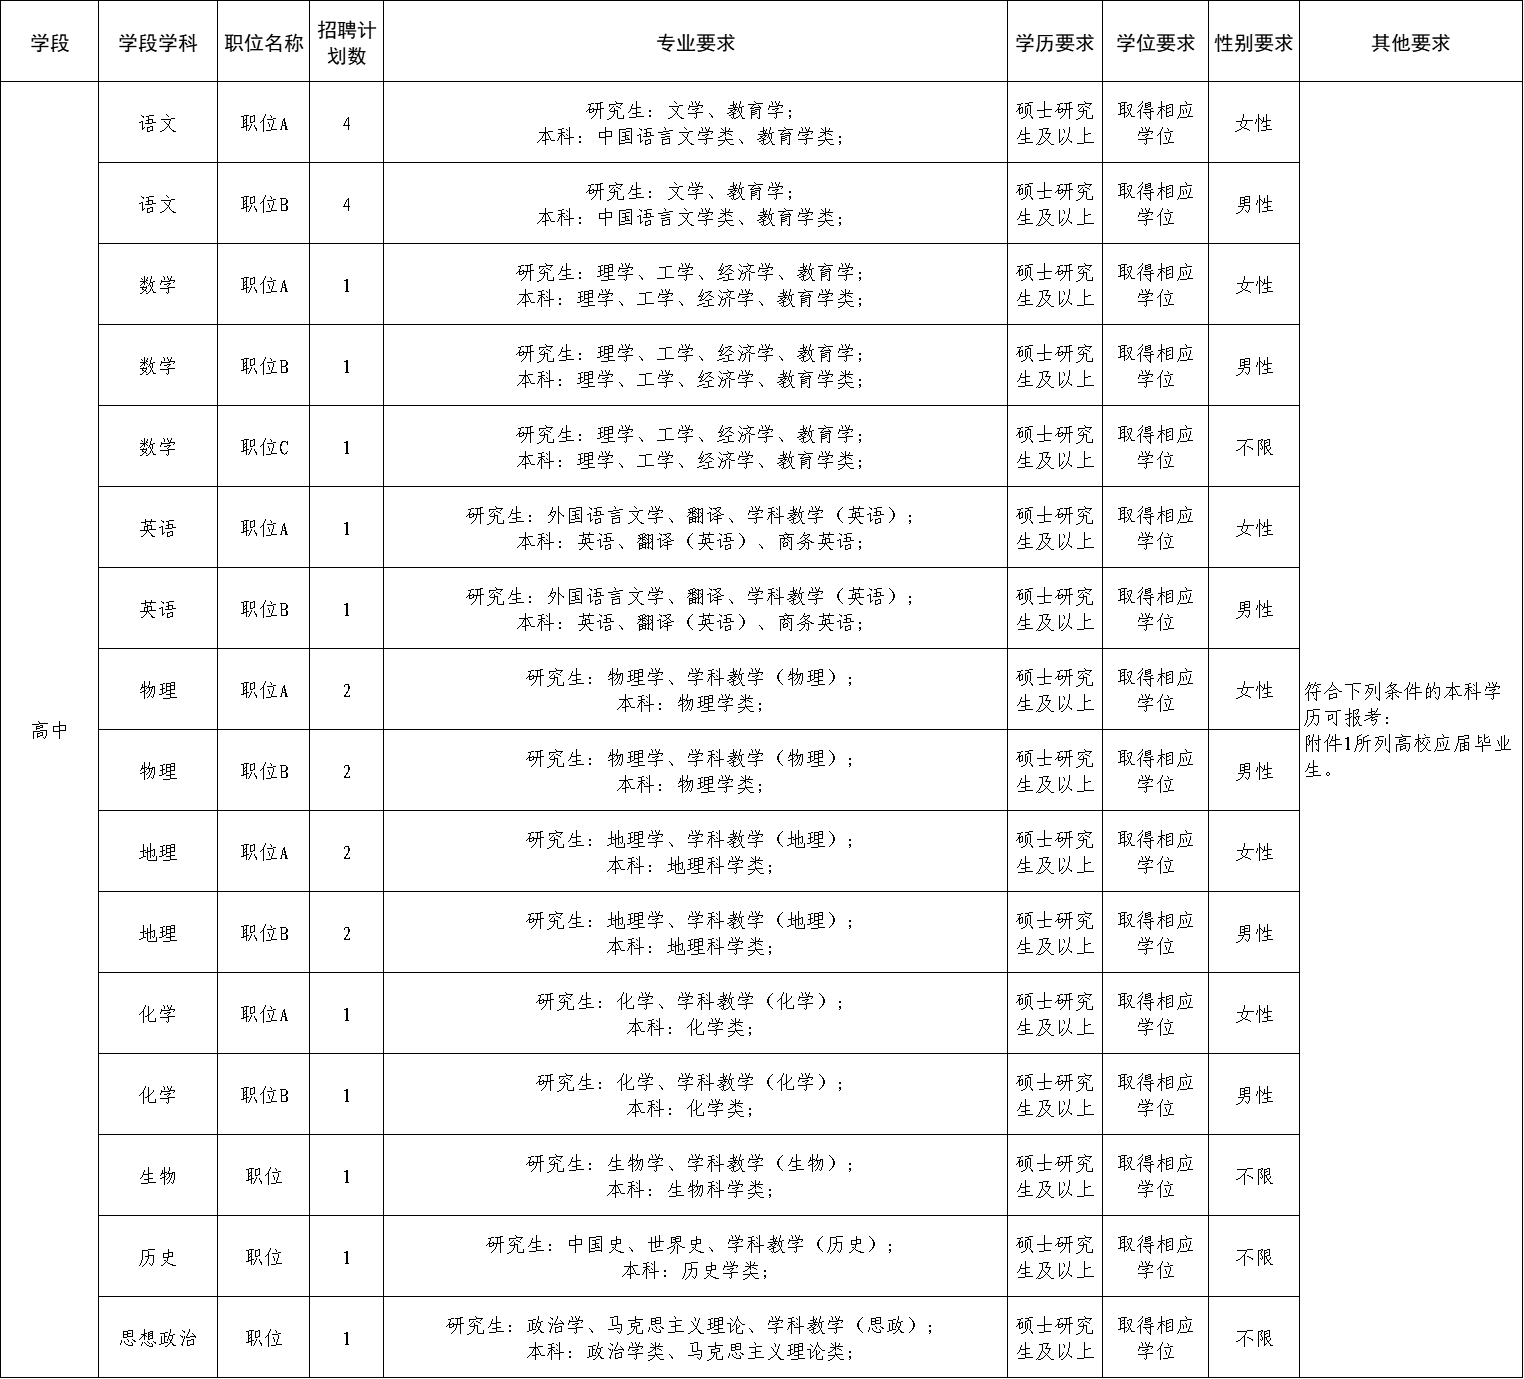 学段
学段学科
职位名称
招聘计
划数
专业要求
学历要求
学位要求
性别要求
其他要求
高中
语文
职位A
4
研究生：文学、教育学；
本科：中国语言文学类、教育学类；
硕士研究
生及以上
取得相应
学位
女性
语文
职位B
4
研究生：文学、教育学；
本科：中国语言文学类、教育学类；
硕士研究
生及以上
取得相应
学位
男性
数学
职位A
1
研究生：理学、工学、经济学、教育学；
本科：理学、工学、经济学、教育学类；
硕士研究
生及以上
取得相应
学位
女性
数学
职位B
1
研究生：理学、工学、经济学、教育学；
本科：理学、工学、经济学、教育学类；
硕士研究
生及以上
取得相应
学位
男性
数学
职位C
1
研究生：理学、工学、经济学、教育学；
本科：理学、工学、经济学、教育学类；
硕士研究
生及以上
取得相应
学位
不限
英语
职位A
1
研究生：外国语言文学、翻译、学科教学（英语）；
本科：英语、翻译（英语）、商务英语；
硕士研究
生及以上
取得相应
学位
女性
英语
职位B
1
研究生：外国语言文学、翻译、学科教学（英语）；
本科：英语、翻译（英语）、商务英语；
硕士研究
生及以上
取得相应
学位
男性
物理
职位A
2
研究生：物理学、学科教学（物理）；
本科：物理学类；
硕士研究
生及以上
取得相应
学位
女性
物理
职位B
2
研究生：物理学、学科教学（物理）；
本科：物理学类；
硕士研究
生及以上
取得相应
学位
男性
地理
职位A
2
研究生：地理学、学科教学（地理）；
本科：地理科学类；
硕士研究
生及以上
取得相应
学位
女性
地理
职位B
2
研究生：地理学、学科教学（地理）；
本科：地理科学类；
硕士研究
生及以上
取得相应
学位
男性
化学
职位A
1
研究生：化学、学科教学（化学）；
本科：化学类；
硕士研究
生及以上
取得相应
学位
女性
化学
职位B
1
研究生：化学、学科教学（化学）；
本科：化学类；
硕士研究
生及以上
取得相应
学位
男性
生物
职位
1
研究生：生物学、学科教学（生物）；
本科：生物科学类；
硕士研究
生及以上
取得相应
学位
不限
历史
职位
1
研究生：中国史、世界史、学科教学（历史）；
本科：历史学类；
硕士研究
生及以上
取得相应
学位
不限
思想政治
职位
1
研究生：政治学、马克思主义理论、学科教学（思政）；
本科：政治学类、马克思主义理论类；
硕士研究
生及以上
取得相应
学位
不限
符合下列条件的本科学
历可报考：
附件1所列高校应届毕业
生。